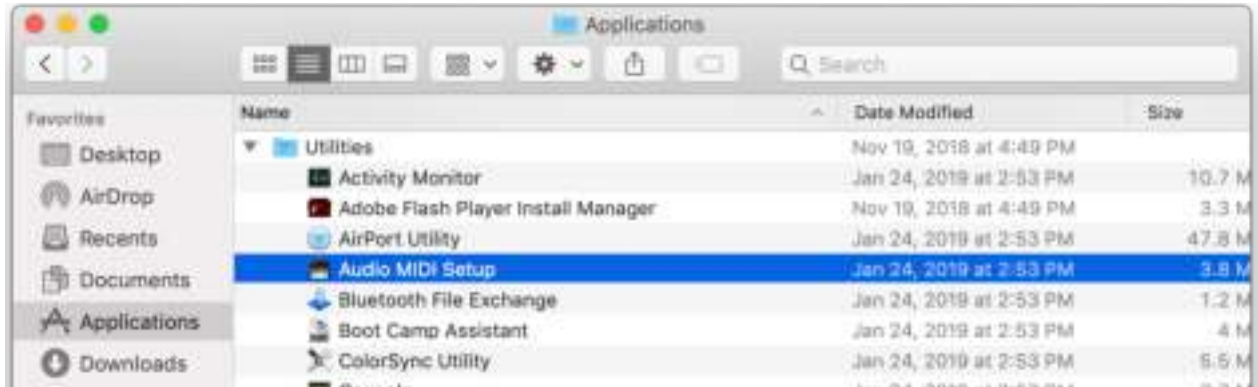 Applications
Search
Favorites
Name Date Modified Size
Desktop
AirDrop
Recents
Documents
Applications
Downloads
Utilities Nov 19, 2018 at 4:49 PM
Activity Monitor Jan 24, 2019 at 2:53 PM 10.7 M
Adobe Flash Player Install Manager Nov 19, 2018 at 4:49 PM 3.3 M
AirPort Utility Jan 24, 2019 at 2:53 PM 47.8 M
Audio MIDI Setup Jan 24, 2019 at 2:53 PM 3.8 M
Bluetooth File Exchange Jan 24, 2019 at 2:53 PM 1.2 M
Boot Camp Assistant Jan 24, 2019 at 2:53 PM 4 M
ColorSync Utility Jan 24, 2019 at 2:53 PM 5.5 M